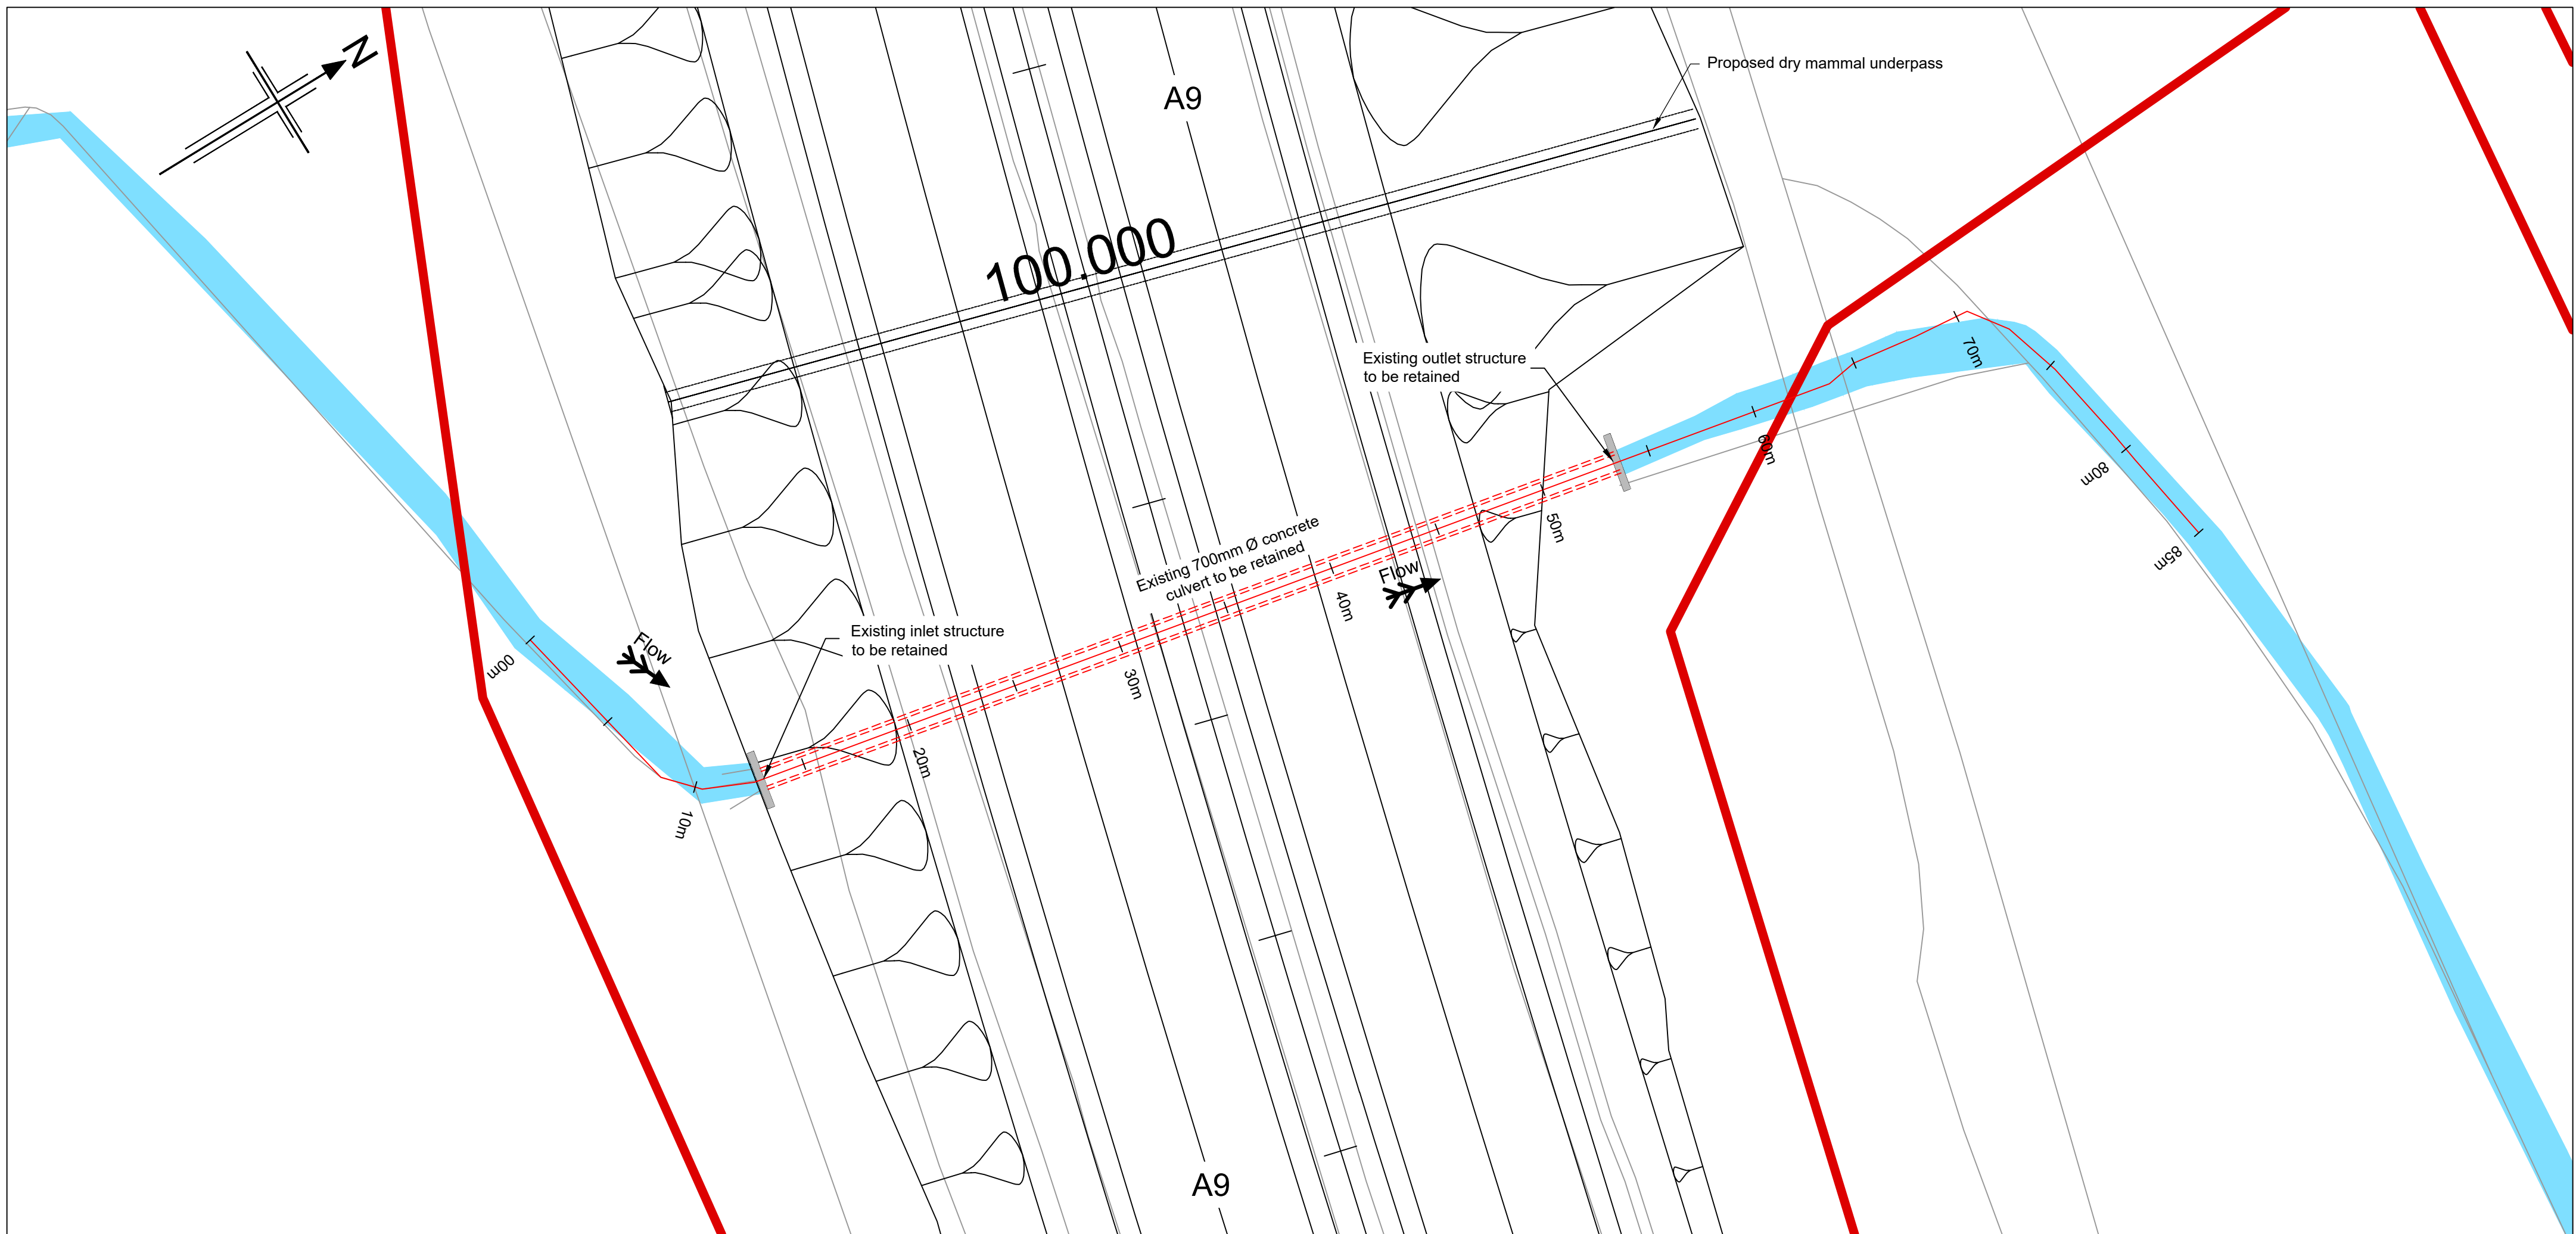 N
A9
Proposed dry mammal underpass
100.000
Existing outlet structure
to be retained
70m
60m
80m
50m
85m
Existing 700mm Ø concrete
culvert to be retained
Flow
40m
Flow
00m
Existing inlet structure
to be retained
30m
20m
10m
A9